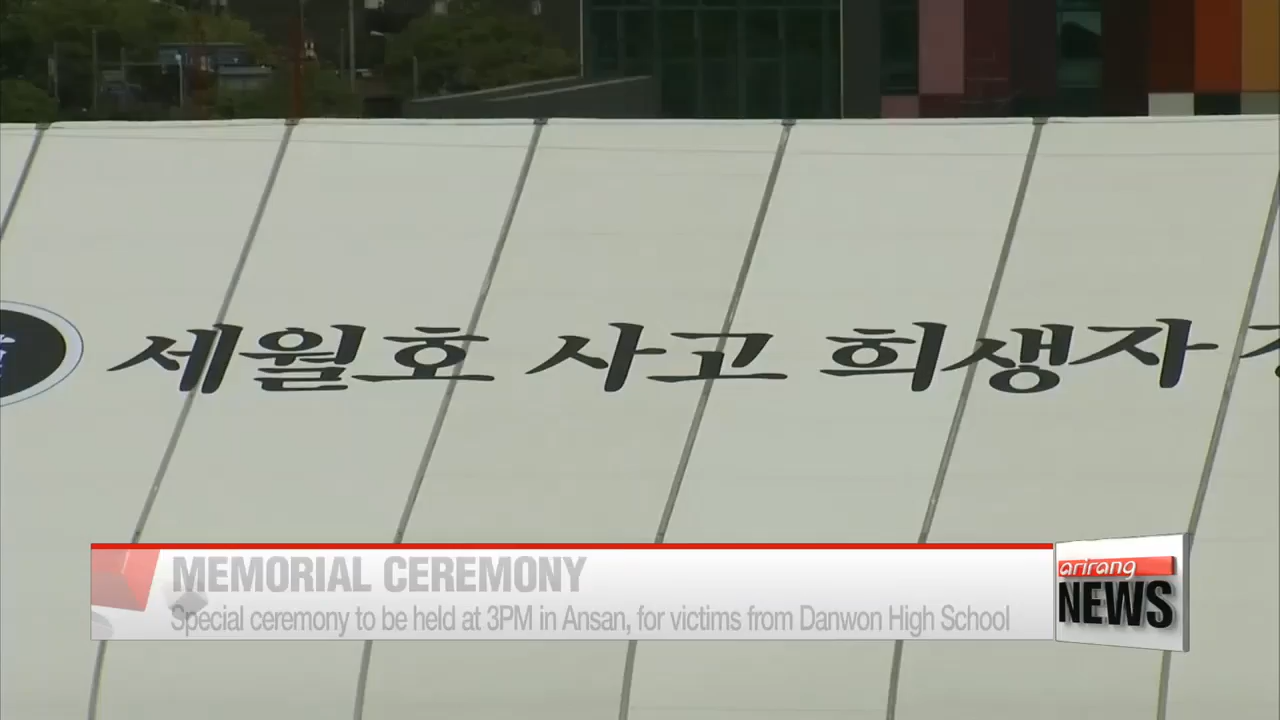 세월호 사고 희생자
MEMORIAL CEREMONY
Special ceremony to be held at 3PM in Ansan, for victims from Danwon High School
arirang
NEWS